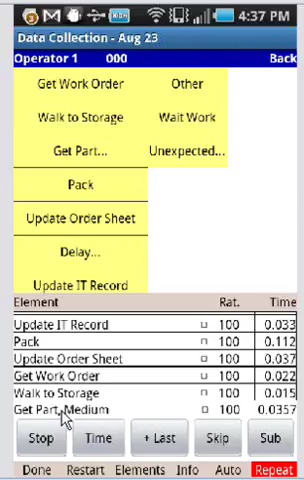 4:37 PM
Data Collection - Aug 23
Operator 1 000 Back
Get Work Order Other
Walk to Storage Wait Work
Get Part... Unexpected...
Pack
Update Order Sheet
Delay...
Update IT Record
Element Rat. Time
Update IT Record 100 0.033
Pack 100 0.112
Update Order Sheet 100 0.037
Get Work Order 100 0.022
Walk to Storage 100 0.015
Get Part, Medium 100 0.0357
Stop Time + Last Skip Sub
Done Restart Elements Info Auto Repeat